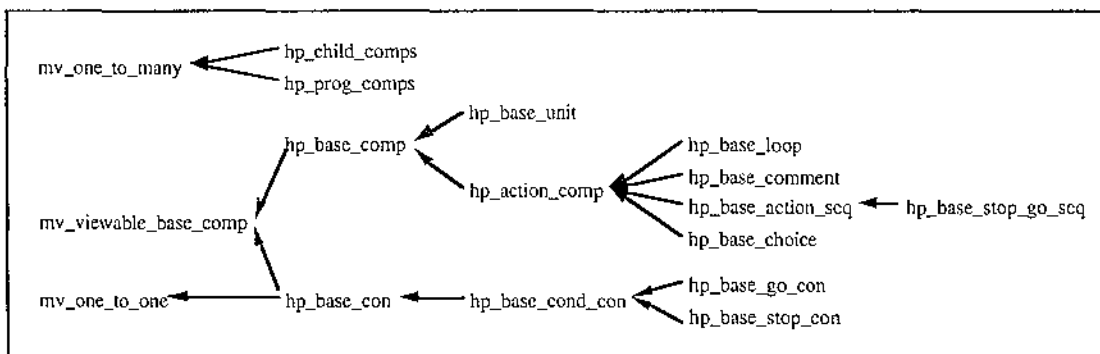 hp_child_comps
mv_one_to_many
hp_prog_comps
hp_base_unit
hp_base_comp
hp_base_loop
hp_base_comment
hp_action_comp
hp_base_action_seq
hp_base_stop_go_seq
mv_viewable_base_comp
hp_base_choice
hp_base_go_con
mv_one_to_one
hp_base_con
hp_base_cond_con
hp_base_stop_con